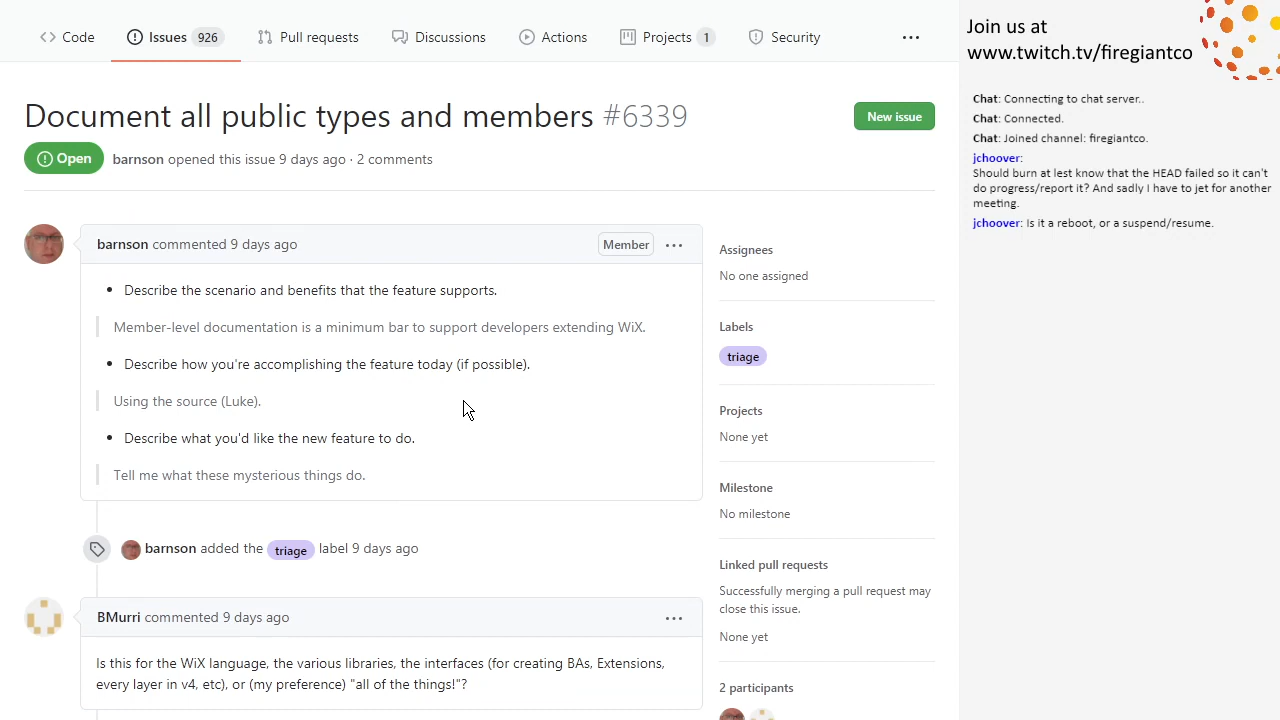 Code
Issues 926
Pull requests
Discussions
Actions
Projects 1
Security
Document all public types and members #6339
New issue
Open
barnson opened this issue 9 days ago · 2 comments
barnson commented 9 days ago
Member
• Describe the scenario and benefits that the feature supports.
Member-level documentation is a minimum bar to support developers extending WiX.
• Describe how you're accomplishing the feature today (if possible).
Using the source (Luke).
• Describe what you'd like the new feature to do.
Tell me what these mysterious things do.
barnson added the triage label 9 days ago
BMurri commented 9 days ago
Is this for the WiX language, the various libraries, the interfaces (for creating BAs, Extensions,
every layer in v4, etc), or (my preference) "all of the things!"?
Assignees
No one assigned
Labels
triage
Projects
None yet
Milestone
No milestone
Linked pull requests
Successfully merging a pull request may
close this issue.
None yet
2 participants
Join us at
www.twitch.tv/firegiantco
Chat: Connecting to chat server..
Chat: Connected.
Chat: Joined channel: firegiantco.
jchoover:
Should burn at lest know that the HEAD failed so it can't
do progress/report it? And sadly I have to jet for another
meeting.
jchoover: Is it a reboot, or a suspend/resume.